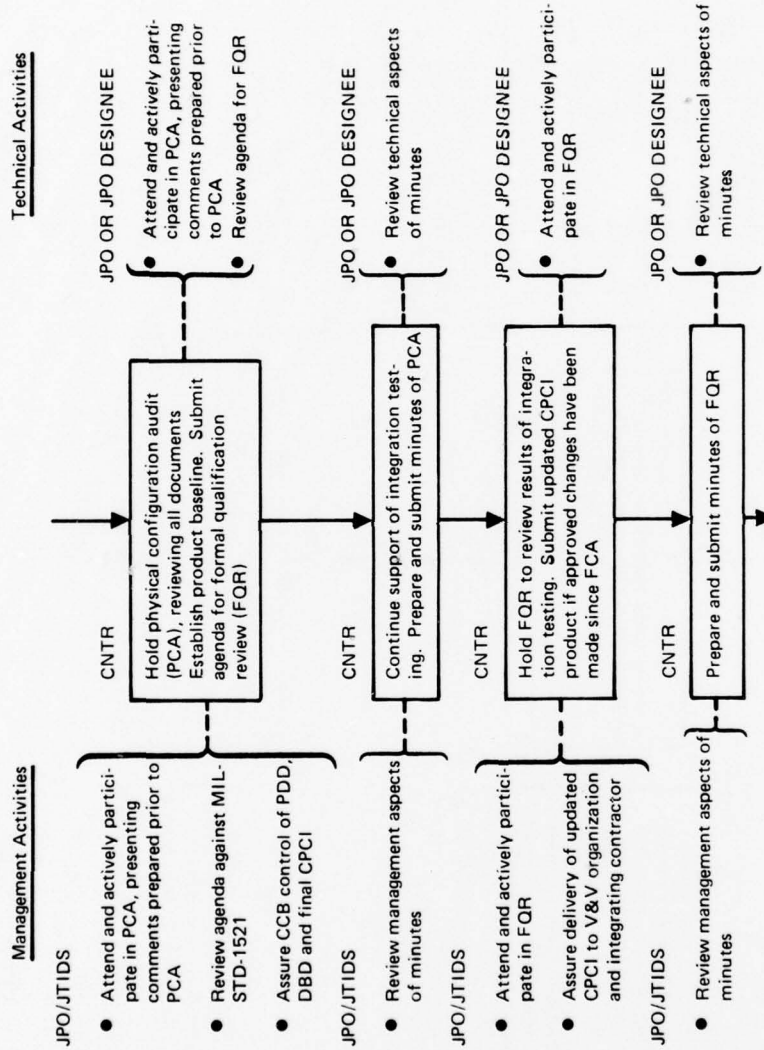 Management Activities
Technical Activities
JPO/JTIDS
● Attend and actively partici-
pate in PCA, presenting
comments prepared prior to
PCA
● Review agenda against MIL-
STD-1521
● Assure CCB control of PDD,
DBD and final CPCI
CNTR
Hold physical configuration audit
(PCA), reviewing all documents
Establish product baseline. Submit
agenda for formal qualification
review (FQR)
JPO OR JPO DESIGNEE
● Attend and actively parti-
cipate in PCA, presenting
comments prepared prior
to PCA
● Review agenda for FQR
JPO/JTIDS
● Review management aspects
of minutes
CNTR
Continue support of integration test-
ing. Prepare and submit minutes of PCA
JPO OR JPO DESIGNEE
● Review technical aspects
of minutes
JPO/JTIDS
● Attend and actively partici-
pate in FQR
● Assure delivery of updated
CPCI to V&V organization
and integrating contractor
CNTR
Hold FQR to review results of integra-
tion testing. Submit updated CPCI
product if approved changes have been
made since FCA
JPO OR JPO DESIGNEE
● Attend and actively partici-
pate in FQR
JPO/JTIDS
● Review management aspects of
minutes
CNTR
Prepare and submit minutes of FQR
JPO OR JPO DESIGNEE
● Review technical aspects of
minutes